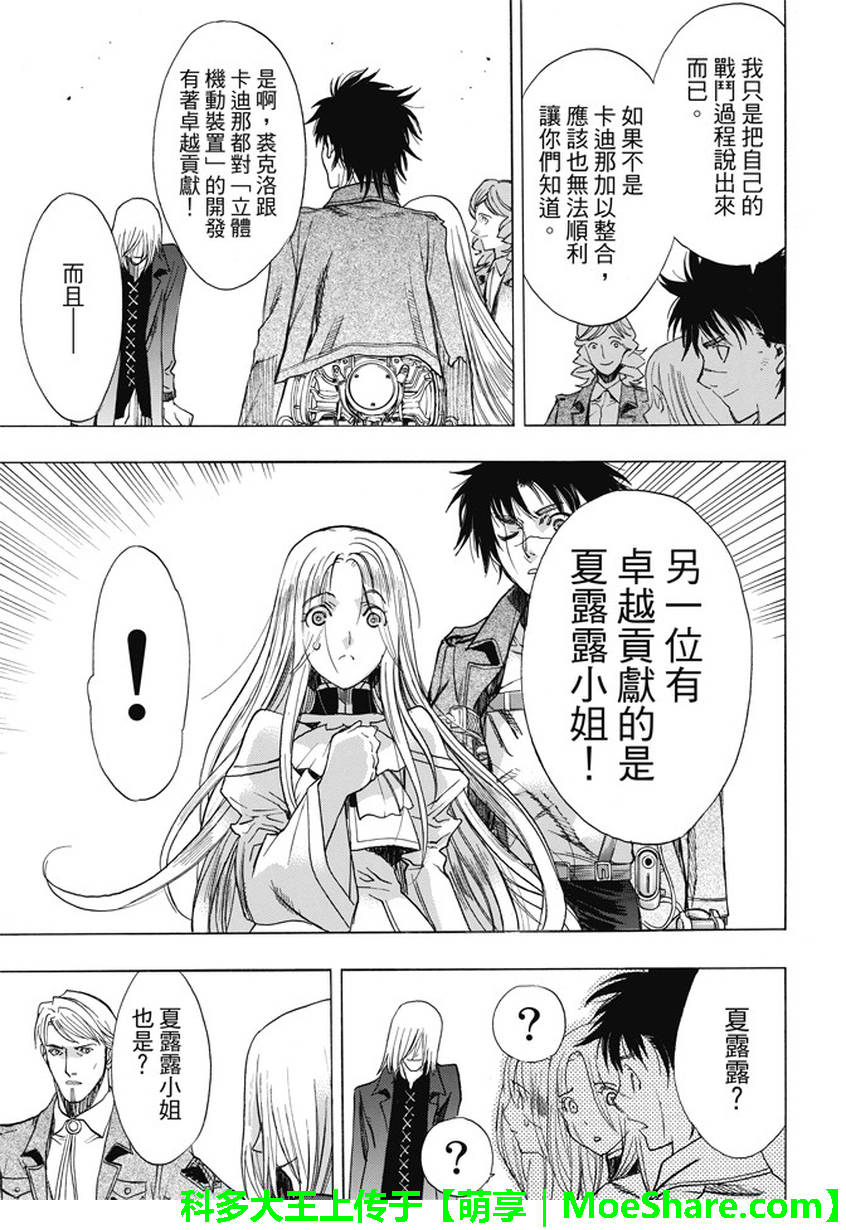 我只是把自己的
戰鬥過程說出來
而已。
如果不是
卡迪那加以整合，
應該也無法順利
讓你們知道。
是啊，裘克洛跟
卡迪那都對「立體
機動裝置」的開發
有著卓越貢獻！
而且——
另一位有
卓越貢獻的是
夏露露小姐！
！
夏露露？
？
？
夏露露小姐
也是？
科多大王上传于【萌享｜MoeShare.com】